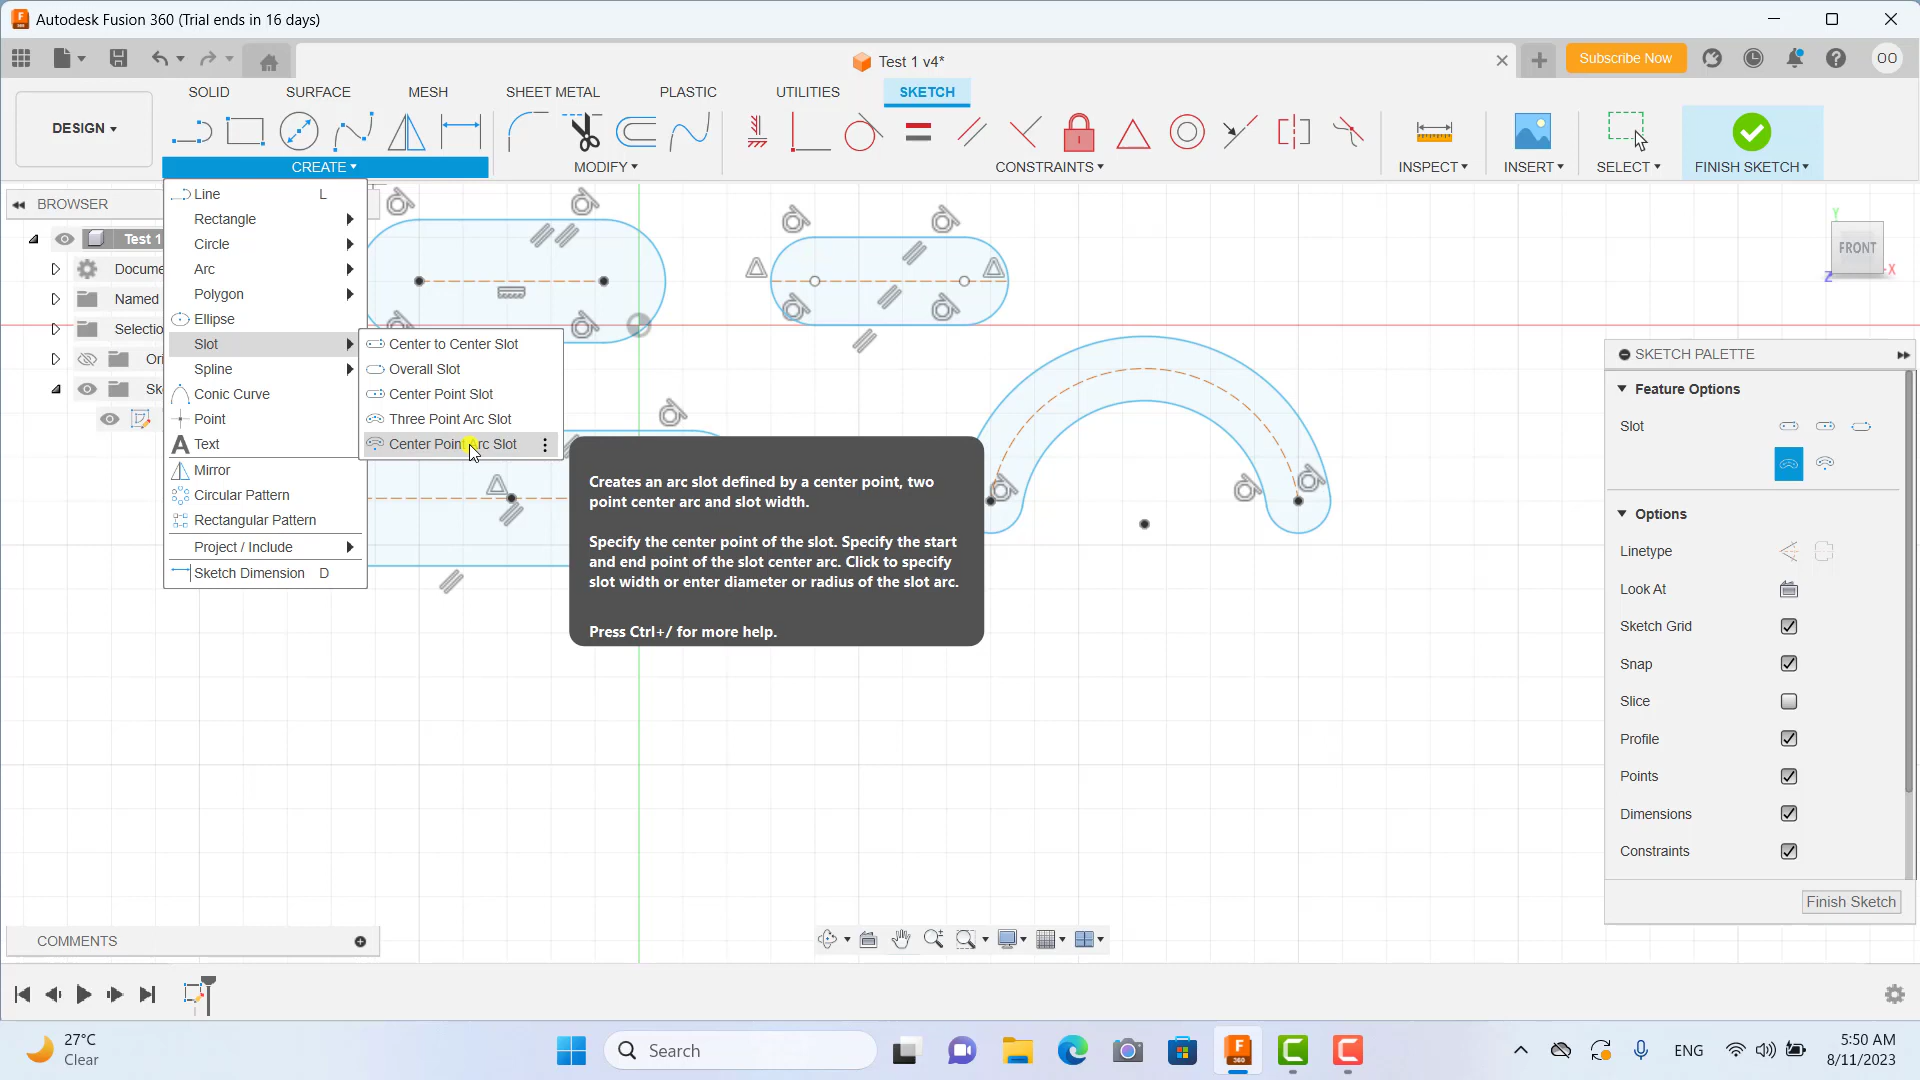 Autodesk Fusion 360 (Trial ends in 16 days)
Test 1 v4*
Subscribe Now
OO
DESIGN
SOLID
SURFACE
MESH
SHEET METAL
PLASTIC
UTILITIES
SKETCH
CREATE
MODIFY
CONSTRAINTS
INSPECT
INSERT
SELECT
FINISH SKETCH
BROWSER
Test 1
Docume
Named
Selectio
Ori
Sk
Line L
Rectangle
Circle
Arc
Polygon
Ellipse
Slot
Spline
Conic Curve
Point
Text
Mirror
Circular Pattern
Rectangular Pattern
Project / Include
Sketch Dimension D
Center to Center Slot
Overall Slot
Center Point Slot
Three Point Arc Slot
Center Point Arc Slot
Creates an arc slot defined by a center point, two
point center arc and slot width.
Specify the center point of the slot. Specify the start
and end point of the slot center arc. Click to specify
slot width or enter diameter or radius of the slot arc.
Press Ctrl+/ for more help.
Y
FRONT
X
Z
SKETCH PALETTE
Feature Options
Slot
Options
Linetype
Look At
Sketch Grid
Snap
Slice
Profile
Points
Dimensions
Constraints
Finish Sketch
COMMENTS
27°C
Clear
Search
F
360
ENG
5:50 AM
8/11/2023